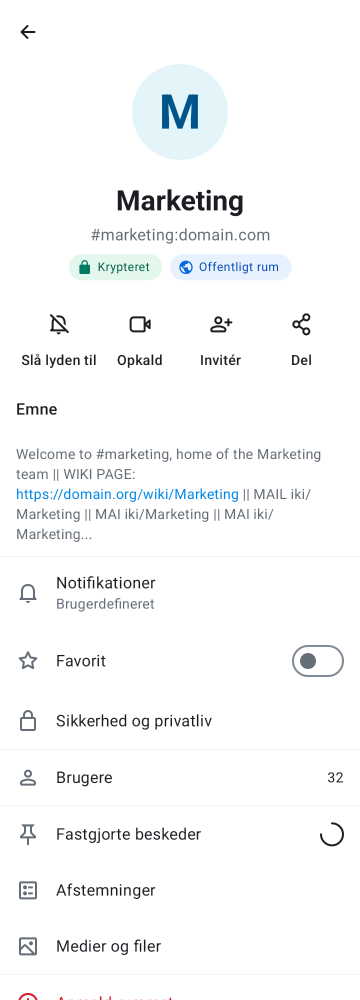 M
Marketing
#marketing:domain.com
Krypteret
Offentligt rum
Slå lyden til
Opkald
Invitér
Del
Emne
Welcome to #marketing, home of the Marketing
team || WIKI PAGE:
https://domain.org/wiki/Marketing || MAIL iki/
Marketing || MAI iki/Marketing || MAI iki/
Marketing...
Notifikationer
Brugerdefineret
Favorit
Sikkerhed og privatliv
Brugere 32
Fastgjorte beskeder
Afstemninger
Medier og filer